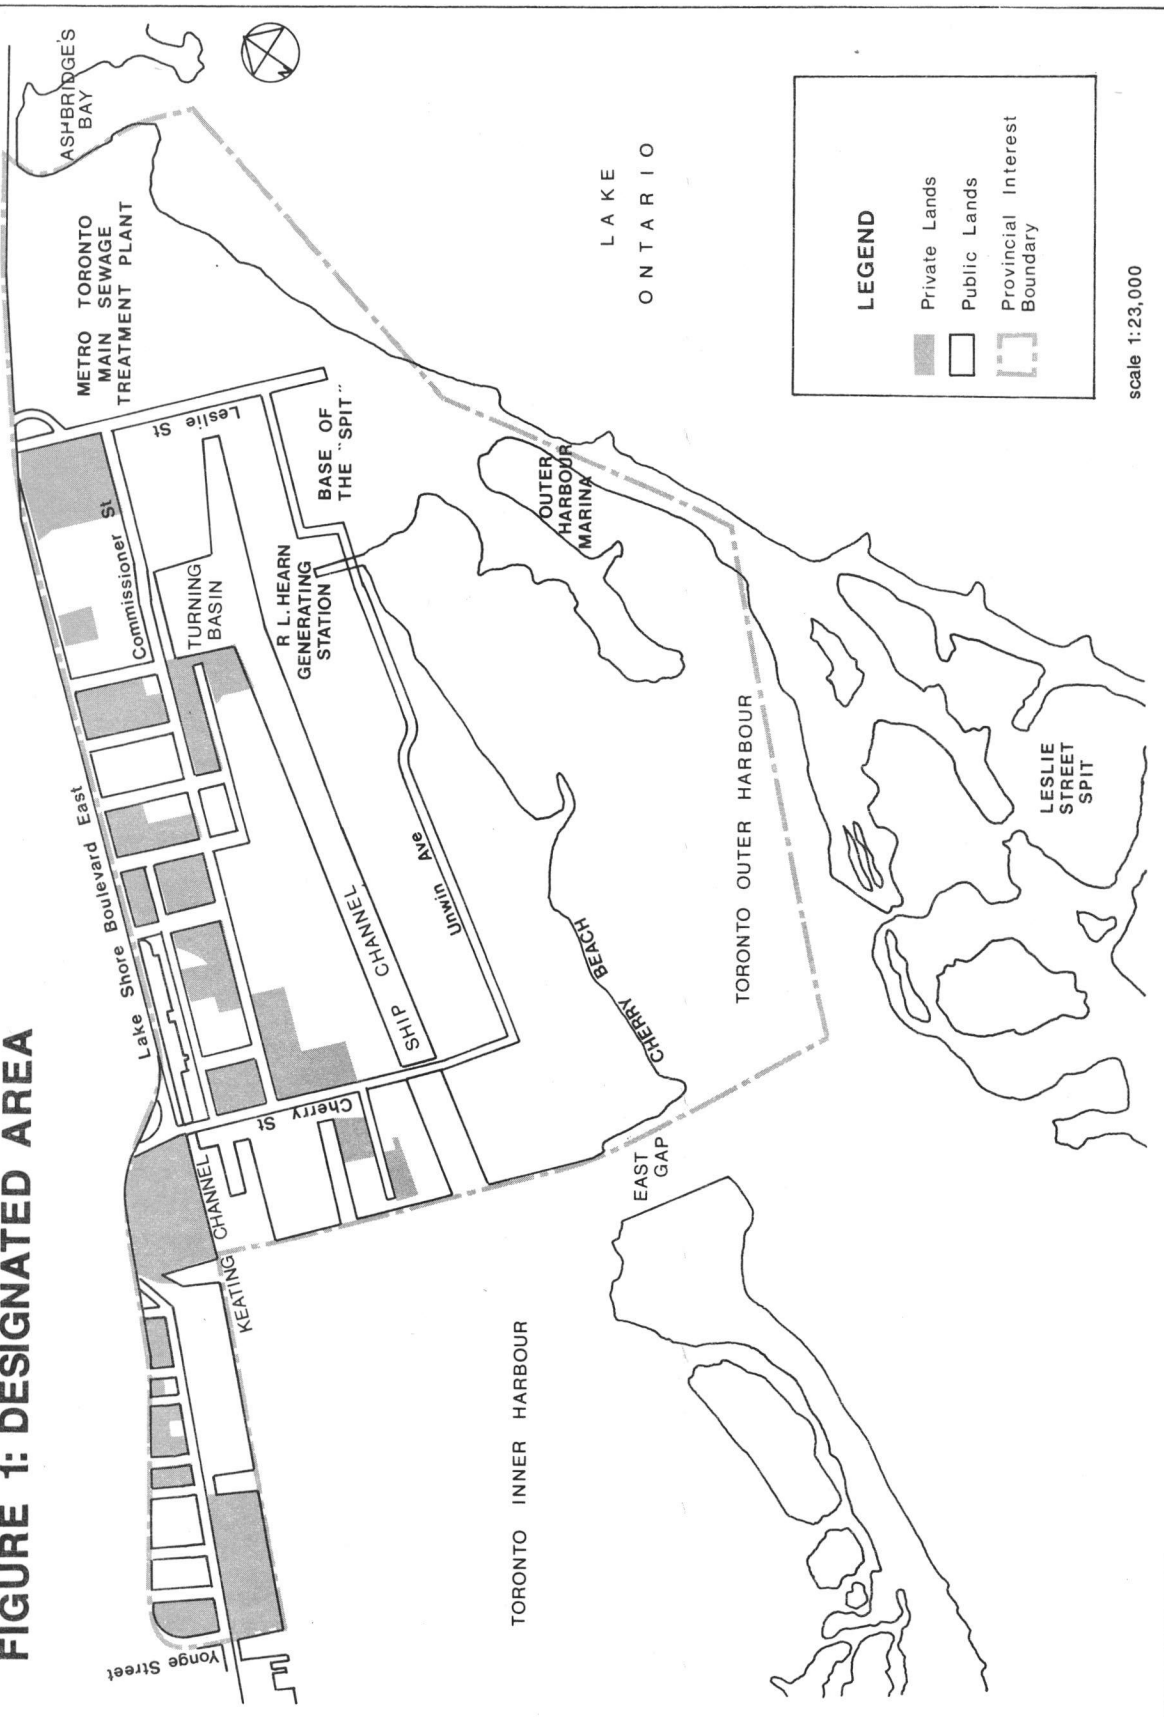 FIGURE 1: DESIGNATED AREA
Yonge Street
Lake Shore Boulevard East
KEATING CHANNEL
Cherry St
Commissioner St
Leslie St
TURNING
BASIN
SHIP CHANNEL
Unwin Ave
R L. HEARN
GENERATING
STATION
METRO TORONTO
MAIN SEWAGE
TREATMENT PLANT
ASHBRIDGE'S
BAY
N
BASE OF
THE "SPIT"
OUTER
HARBOUR
MARINA
CHERRY BEACH
EAST
GAP
TORONTO INNER HARBOUR
TORONTO OUTER HARBOUR
LESLIE
STREET
SPIT
LAKE
ONTARIO
LEGEND
Private Lands
Public Lands
Provincial Interest
Boundary
scale 1:23,000